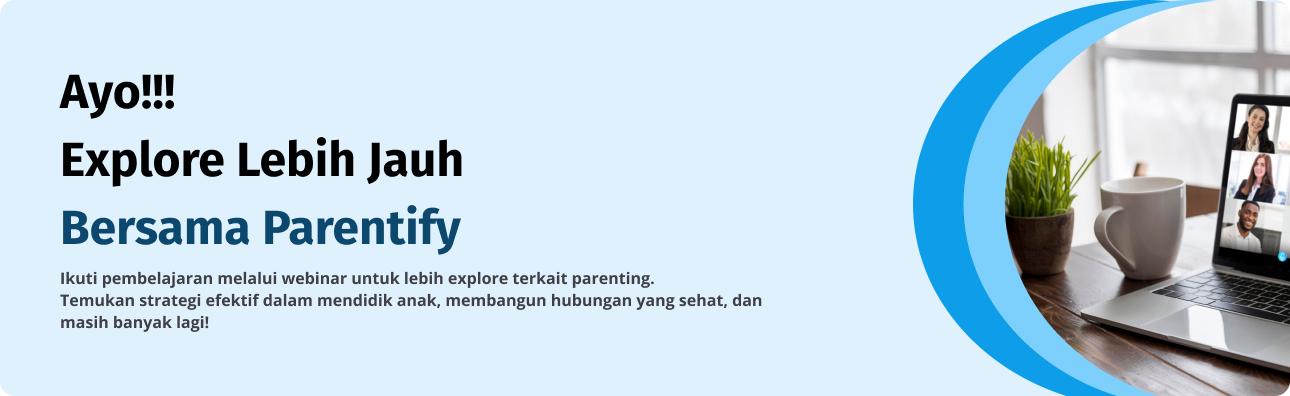 Ayo!!!
Explore Lebih Jauh
Bersama Parentify
Ikuti pembelajaran melalui webinar untuk lebih explore terkait parenting.
Temukan strategi efektif dalam mendidik anak, membangun hubungan yang sehat, dan
masih banyak lagi!